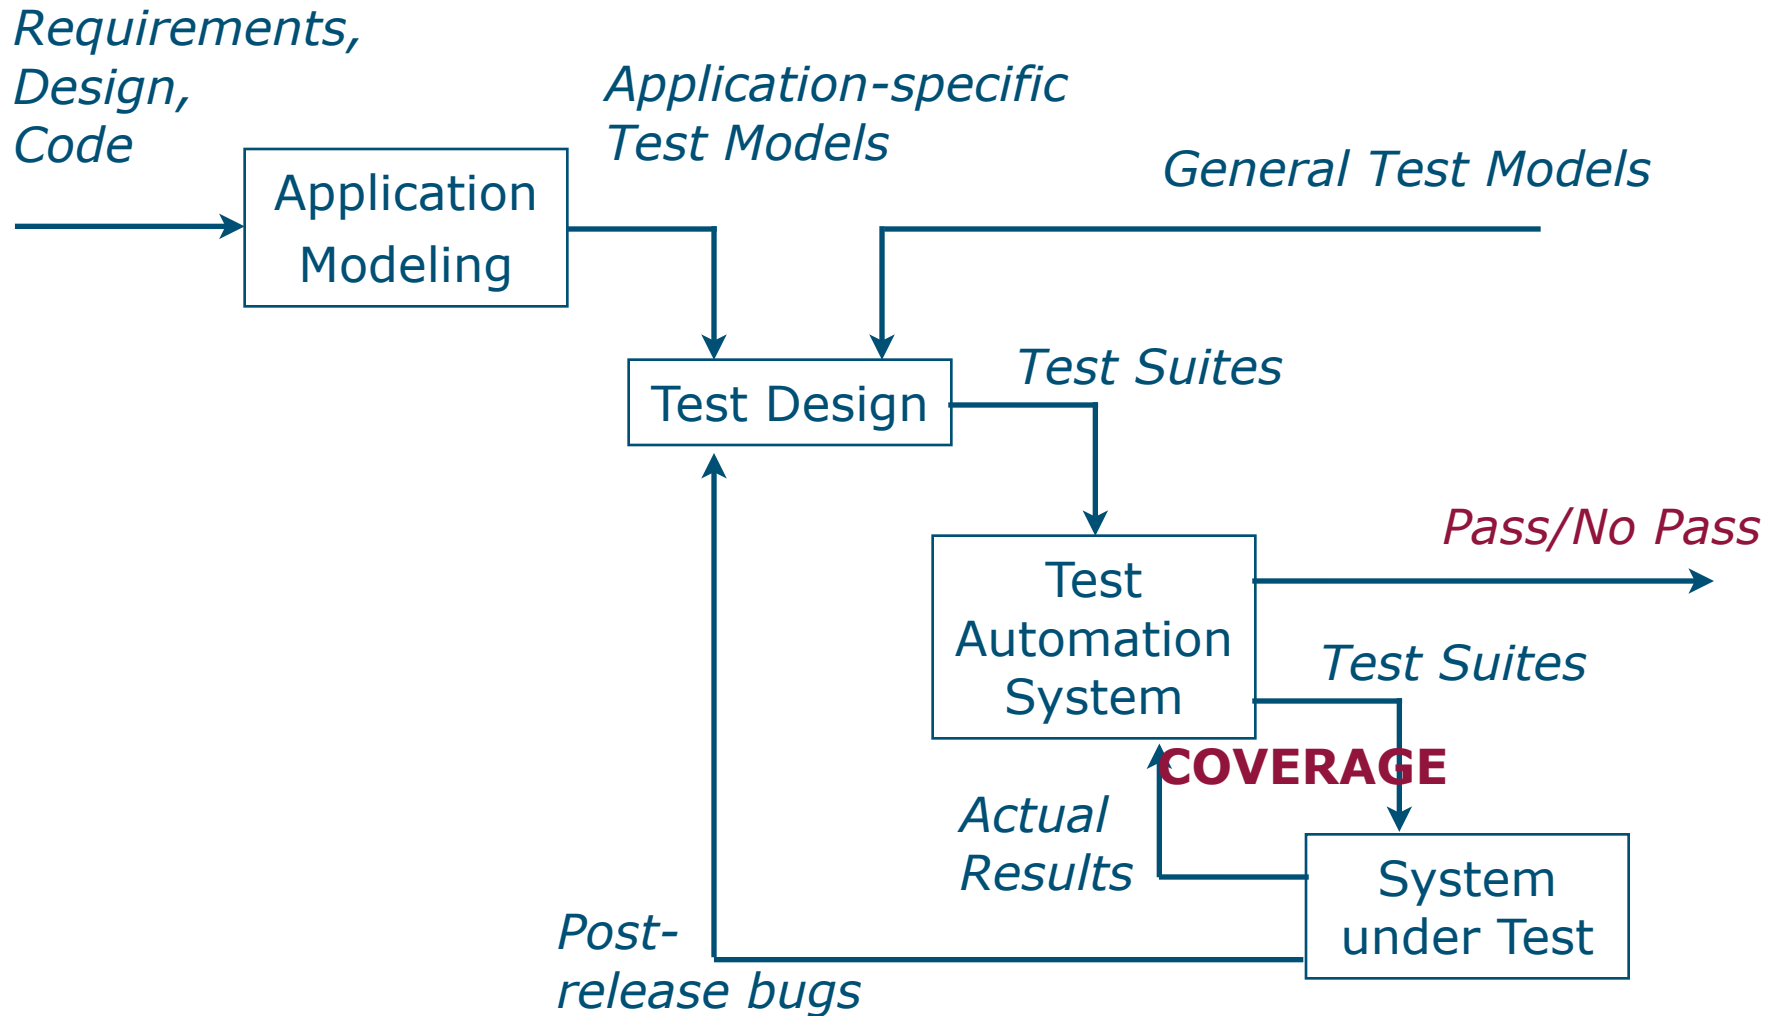 Requirements,
Design,
Code
Application-specific
Test Models
General Test Models
Application
Modeling
Test Suites
Test Design
Pass/No Pass
Test
Automation
System
Test Suites
COVERAGE
Actual
Results
System
under Test
Post-
release bugs